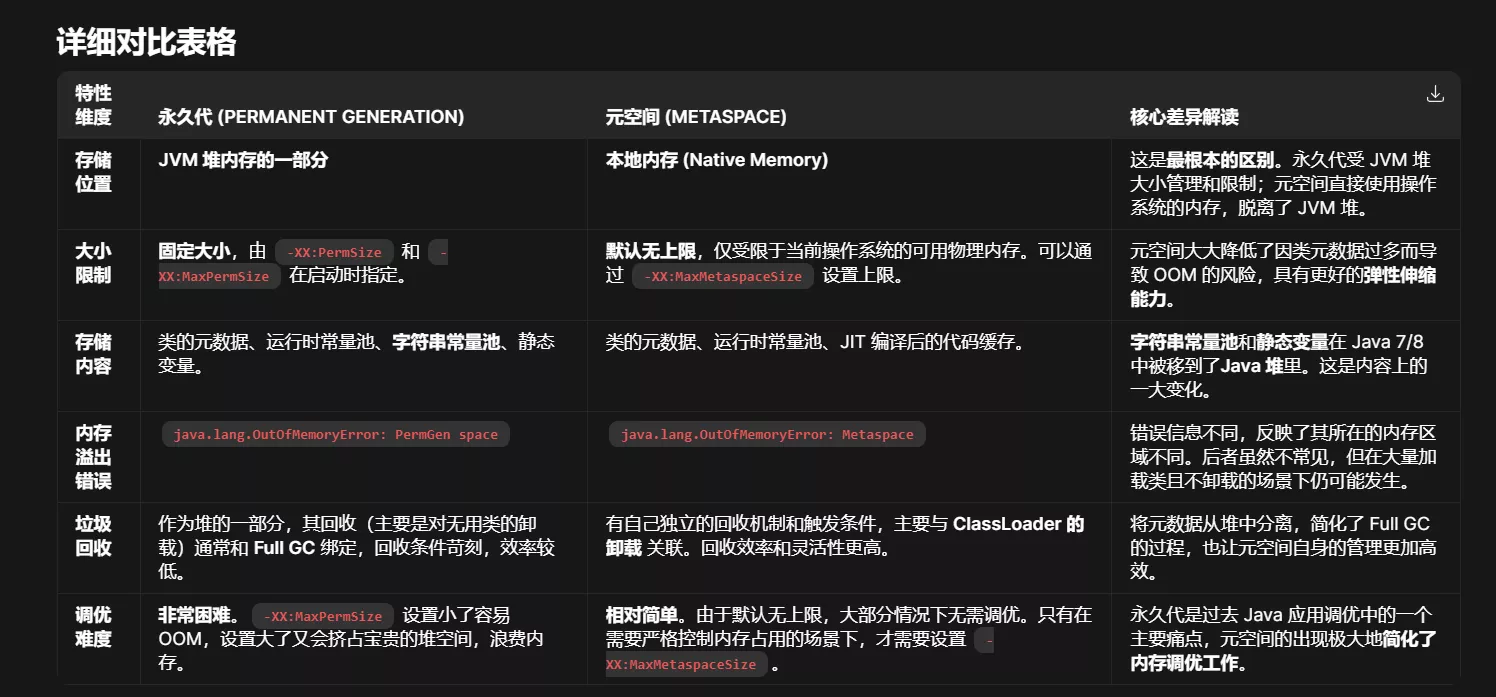 详细对比表格
特性
维度
永久代 (PERMANENT GENERATION)
元空间 (METASPACE)
核心差异解读
存储
位置
JVM 堆内存的一部分
本地内存 (Native Memory)
这是最根本的区别。永久代受 JVM 堆
大小管理和限制；元空间直接使用操作
系统的内存，脱离了 JVM 堆。
大小
限制
固定大小，由 -XX:PermSize 和 -
XX:MaxPermSize 在启动时指定。
默认无上限，仅受限于当前操作系统的可用物理内存。可以通
过 -XX:MaxMetaspaceSize 设置上限。
元空间大大降低了因类元数据过多而导
致 OOM 的风险，具有更好的弹性伸缩
能力。
存储
内容
类的元数据、运行时常量池、字符串常量池、静态
变量。
类的元数据、运行时常量池、JIT 编译后的代码缓存。
字符串常量池和静态变量在 Java 7/8
中被移到了Java 堆里。这是内容上的
一大变化。
内存
溢出
错误
java.lang.OutOfMemoryError: PermGen space
java.lang.OutOfMemoryError: Metaspace
错误信息不同，反映了其所在的内存区
域不同。后者虽然不常见，但在大量加
载类且不卸载的场景下仍可能发生。
垃圾
回收
作为堆的一部分，其回收（主要是对无用类的卸
载）通常和 Full GC 绑定，回收条件苛刻，效率较
低。
有自己独立的回收机制和触发条件，主要与 ClassLoader 的
卸载 关联。回收效率和灵活性更高。
将元数据从堆中分离，简化了 Full GC
的过程，也让元空间自身的管理更加高
效。
调优
难度
非常困难。 -XX:MaxPermSize 设置小了容易
OOM，设置大了又会挤占宝贵的堆空间，浪费内
存。
相对简单。由于默认无上限，大部分情况下无需调优。只有在
需要严格控制内存占用的场景下，才需要设置 -
XX:MaxMetaspaceSize 。
永久代是过去 Java 应用调优中的一个
主要痛点，元空间的出现极大地简化了
内存调优工作。